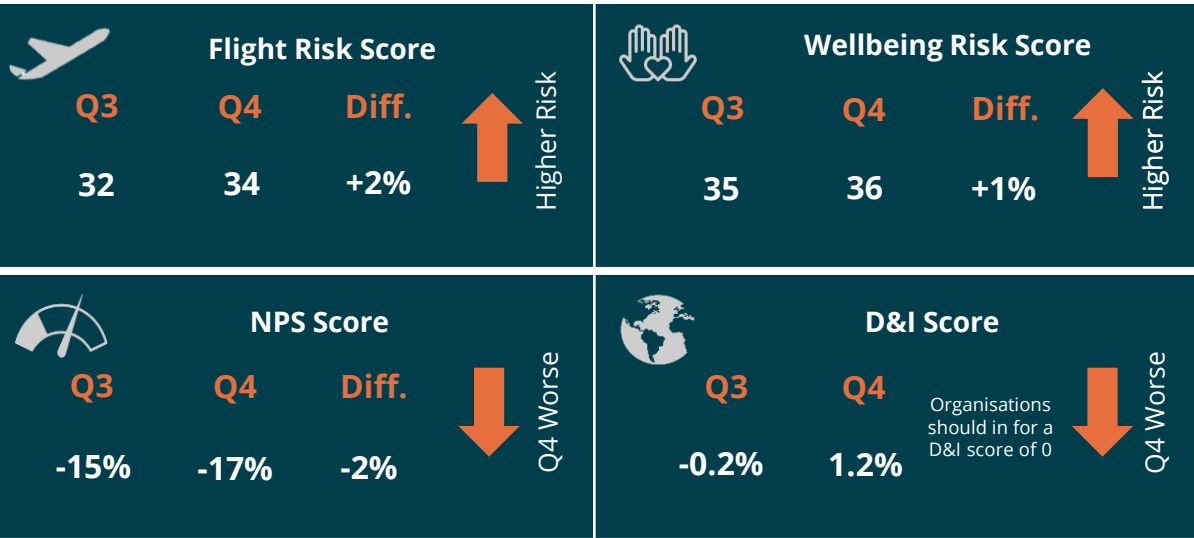 Flight Risk Score
Q3 Q4 Diff.
32 34 +2%
Higher Risk
Wellbeing Risk Score
Q3 Q4 Diff.
35 36 +1%
Higher Risk
NPS Score
Q3 Q4 Diff.
-15% -17% -2%
Q4 Worse
D&I Score
Q3 Q4
-0.2% 1.2%
Organisations
should in for a
D&I score of 0
Q4 Worse